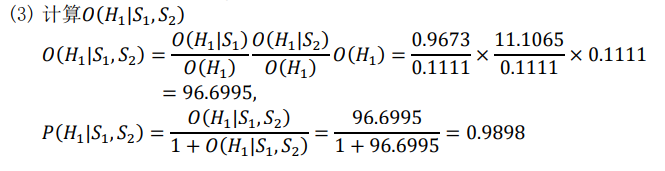 (3) 计算O(H₁|S₁,S₂)
O(H₁|S₁,S₂) = O(H₁|S₁)/O(H₁) O(H₁|S₂)/O(H₁) O(H₁) = 0.9673/0.1111 × 11.1065/0.1111 × 0.1111
= 96.6995,
P(H₁|S₁,S₂) = O(H₁|S₁,S₂)/1 + O(H₁|S₁,S₂) = 96.6995/1 + 96.6995 = 0.9898